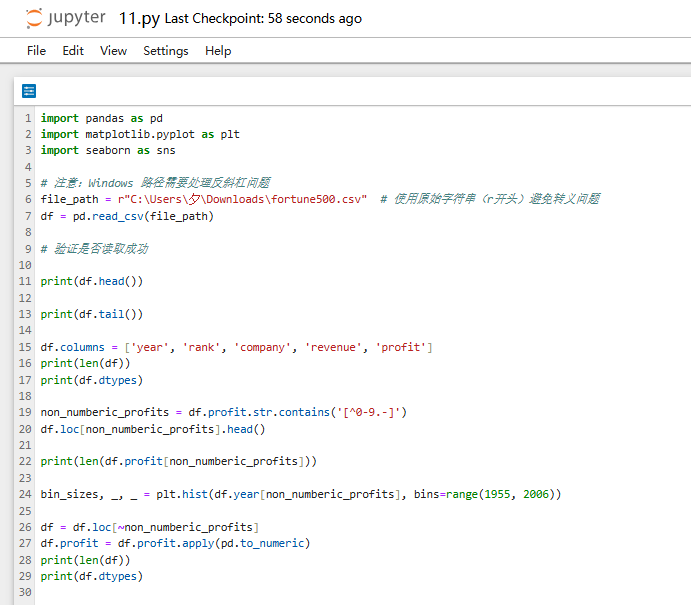 jupyter 11.py Last Checkpoint: 58 seconds ago
File Edit View Settings Help
1 import pandas as pd
2 import matplotlib.pyplot as plt
3 import seaborn as sns
4
5 # 注意：Windows 路径需要处理反斜杠问题
6 file_path = r"C:\Users\夕\Downloads\fortune500.csv"  # 使用原始字符串（r开头）避免转义问题
7 df = pd.read_csv(file_path)
8
9 # 验证是否读取成功
10
11 print(df.head())
12
13 print(df.tail())
14
15 df.columns = ['year', 'rank', 'company', 'revenue', 'profit']
16 print(len(df))
17 print(df.dtypes)
18
19 non_numberic_profits = df.profit.str.contains('[^0-9.-]')
20 df.loc[non_numberic_profits].head()
21
22 print(len(df.profit[non_numberic_profits]))
23
24 bin_sizes, _, _ = plt.hist(df.year[non_numberic_profits], bins=range(1955, 2006))
25
26 df = df.loc[~non_numberic_profits]
27 df.profit = df.profit.apply(pd.to_numeric)
28 print(len(df))
29 print(df.dtypes)
30